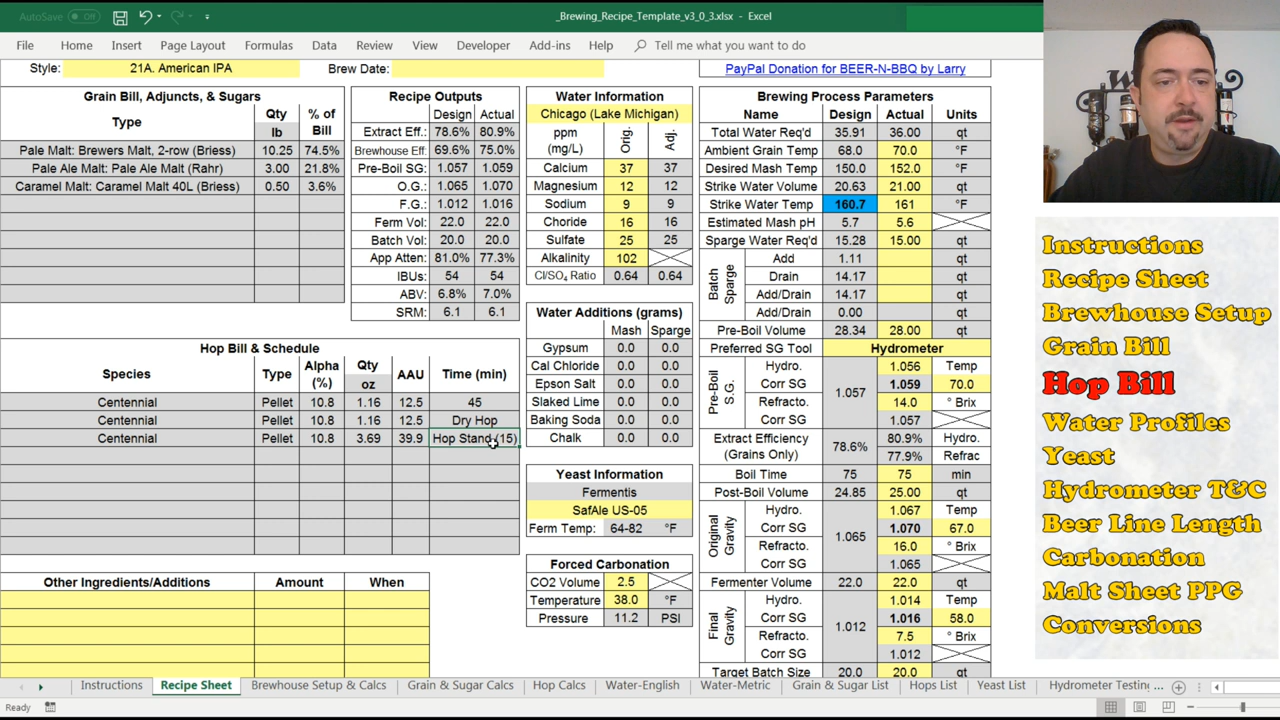 AutoSave Off
_Brewing_Recipe_Template_v3_0_3.xlsx - Excel
File Home Insert Page Layout Formulas Data Review View Developer Add-ins Help Tell me what you want to do
Style: 21A. American IPA Brew Date:
PayPal Donation for BEER-N-BBQ by Larry
Grain Bill, Adjuncts, & Sugars
Type Qty % of
lb Bill
Pale Malt: Brewers Malt, 2-row (Briess) 10.25 74.5%
Pale Ale Malt: Pale Ale Malt (Rahr) 3.00 21.8%
Caramel Malt: Caramel Malt 40L (Briess) 0.50 3.6%
Recipe Outputs
Design Actual
Extract Eff.: 78.6% 80.9%
Brewhouse Eff: 69.6% 75.0%
Pre-Boil SG: 1.057 1.059
O.G.: 1.065 1.070
F.G.: 1.012 1.016
Ferm Vol: 22.0 22.0
Batch Vol: 20.0 20.0
App Atten: 81.0% 77.3%
IBUs: 54 54
ABV: 6.8% 7.0%
SRM: 6.1 6.1
Water Information
Chicago (Lake Michigan)
ppm (mg/L) Orig. Adj.
Calcium 37 37
Magnesium 12 12
Sodium 9 9
Choride 16 16
Sulfate 25 25
Alkalinity 102
Cl/SO4 Ratio 0.64 0.64
Water Additions (grams)
Mash Sparge
Gypsum 0.0 0.0
Cal Chloride 0.0 0.0
Epson Salt 0.0 0.0
Slaked Lime 0.0 0.0
Baking Soda 0.0 0.0
Chalk 0.0 0.0
Yeast Information
Fermentis
SafAle US-05
Ferm Temp: 64-82 °F
Forced Carbonation
CO2 Volume 2.5
Temperature 38.0 °F
Pressure 11.2 PSI
Hop Bill & Schedule
Species Type Alpha (%) Qty oz AAU Time (min)
Centennial Pellet 10.8 1.16 12.5 45
Centennial Pellet 10.8 1.16 12.5 Dry Hop
Centennial Pellet 10.8 3.69 39.9 Hop Stand (15)
Other Ingredients/Additions Amount When
Brewing Process Parameters
Name Design Actual Units
Total Water Req'd 35.91 36.00 qt
Ambient Grain Temp 68.0 70.0 °F
Desired Mash Temp 150.0 152.0 °F
Strike Water Volume 20.63 21.00 qt
Strike Water Temp 160.7 161 °F
Estimated Mash pH 5.7 5.6
Sparge Water Req'd 15.28 15.00 qt
Batch Sparge
Add 1.11 qt
Drain 14.17 qt
Add/Drain 14.17 qt
Add/Drain 0.00 qt
Pre-Boil Volume 28.34 28.00 qt
Preferred SG Tool Hydrometer
Pre-Boil S.G. 1.057
Hydro. 1.056 Temp
Corr SG 1.059 70.0
Refracto. 14.0 ° Brix
Corr SG 1.057
Extract Efficiency 78.6% 80.9% Hydro.
(Grains Only) 77.9% Refrac
Boil Time 75 75 min
Post-Boil Volume 24.85 25.00 qt
Original Gravity 1.065
Hydro. 1.067 Temp
Corr SG 1.070 67.0
Refracto. 16.0 ° Brix
Corr SG 1.065
Fermenter Volume 22.0 22.0 qt
Final Gravity 1.012
Hydro. 1.014 Temp
Corr SG 1.016 58.0
Refracto. 7.5 ° Brix
Corr SG 1.012
Target Batch Size 20.0 20.0 qt
Instructions Recipe Sheet Brewhouse Setup & Calcs Grain & Sugar Calcs Hop Calcs Water-English Water-Metric Grain & Sugar List Hops List Yeast List Hydrometer Testing ...
Ready
Instructions
Recipe Sheet
Brewhouse Setup
Grain Bill
Hop Bill
Water Profiles
Yeast
Hydrometer T&C
Beer Line Length
Carbonation
Malt Sheet PPG
Conversions